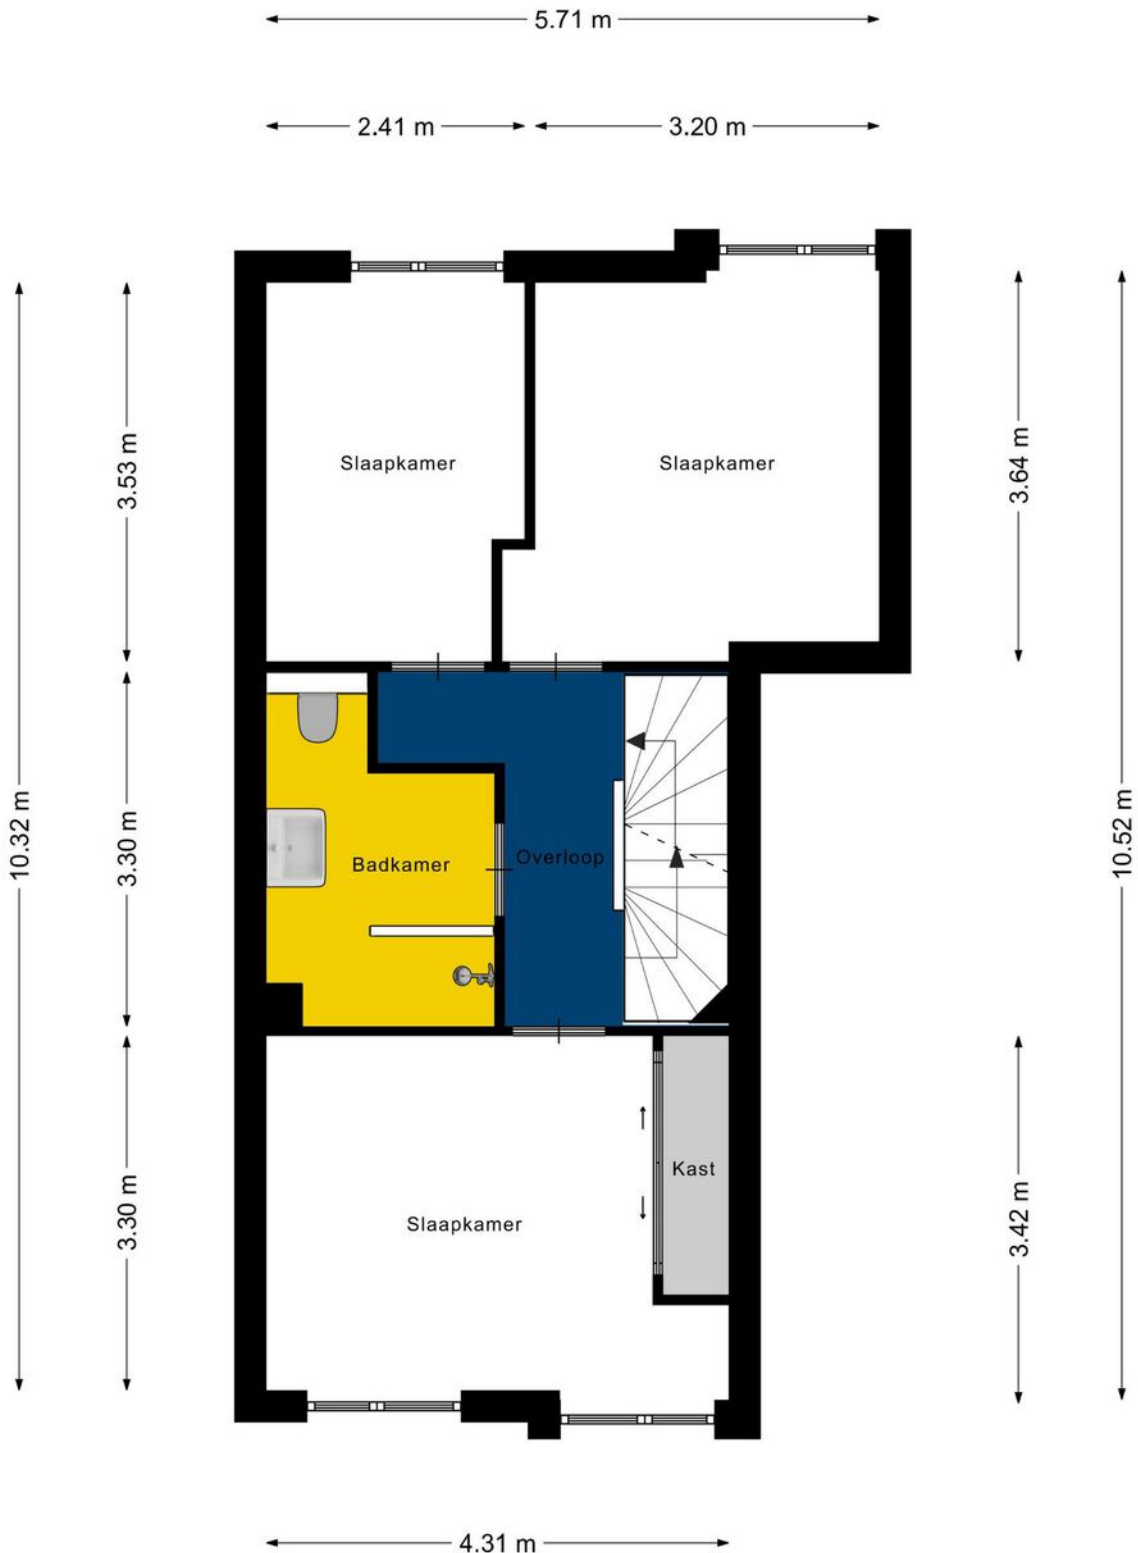 5.71 m
2.41 m
3.20 m
Slaapkamer
Slaapkamer
3.53 m
3.64 m
10.32 m
3.30 m
Badkamer
Overloop
10.52 m
Kast
Slaapkamer
3.30 m
3.42 m
4.31 m